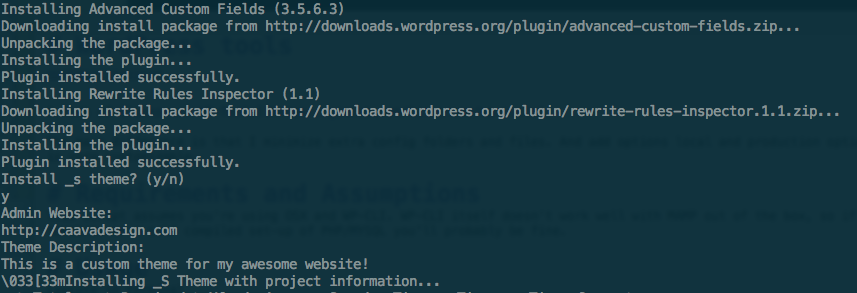 Installing Advanced Custom Fields (3.5.6.3)
Downloading install package from http://downloads.wordpress.org/plugin/advanced-custom-fields.zip...
Unpacking the package...
Installing the plugin...
Plugin installed successfully.
Installing Rewrite Rules Inspector (1.1)
Downloading install package from http://downloads.wordpress.org/plugin/rewrite-rules-inspector.1.1.zip...
Unpacking the package...
Installing the plugin...
Plugin installed successfully.
Install _s theme? (y/n)
y
Admin Website:
http://caavadesign.com
Theme Description:
This is a custom theme for my awesome website!
\033[33mInstalling _S Theme with project information...
tools
Requirements and Assumptions